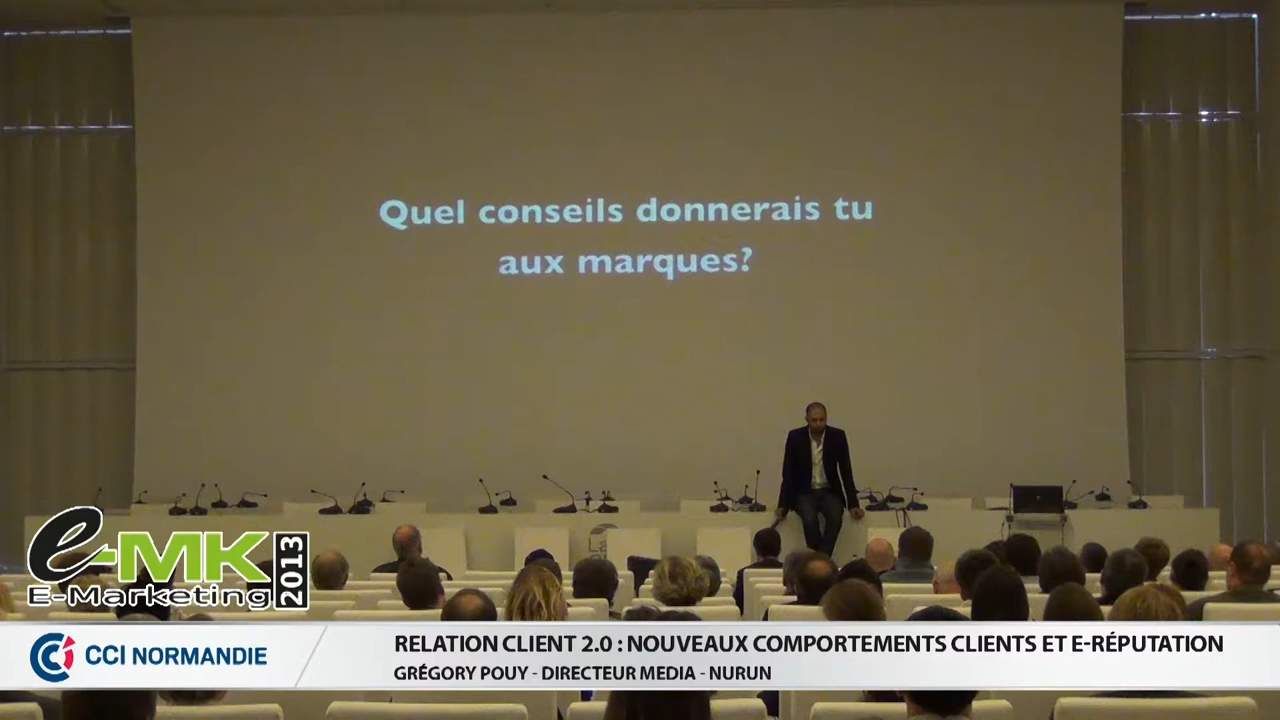 Quel conseils donnerais tu
aux marques?
e-MK
E-Marketing
2013
CCI NORMANDIE
RELATION CLIENT 2.0 : NOUVEAUX COMPORTEMENTS CLIENTS ET E-RÉPUTATION
GRÉGORY POUY - DIRECTEUR MEDIA - NURUN